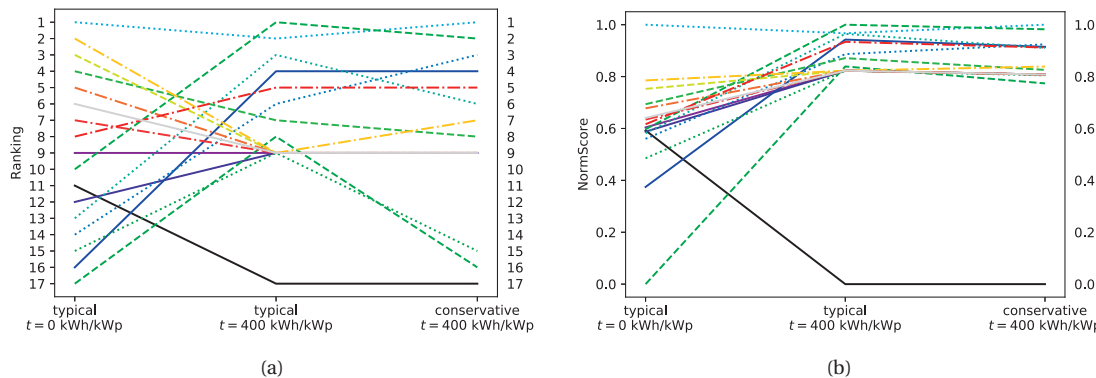 Ranking
1
2
3
4
5
6
7
8
9
10
11
12
13
14
15
16
17
1
2
3
4
5
6
7
8
9
10
11
12
13
14
15
16
17
typical
t = 0 kWh/kWp
typical
t = 400 kWh/kWp
conservative
t = 400 kWh/kWp
(a)
NormScore
1.0
0.8
0.6
0.4
0.2
0.0
1.0
0.8
0.6
0.4
0.2
0.0
typical
t = 0 kWh/kWp
typical
t = 400 kWh/kWp
conservative
t = 400 kWh/kWp
(b)